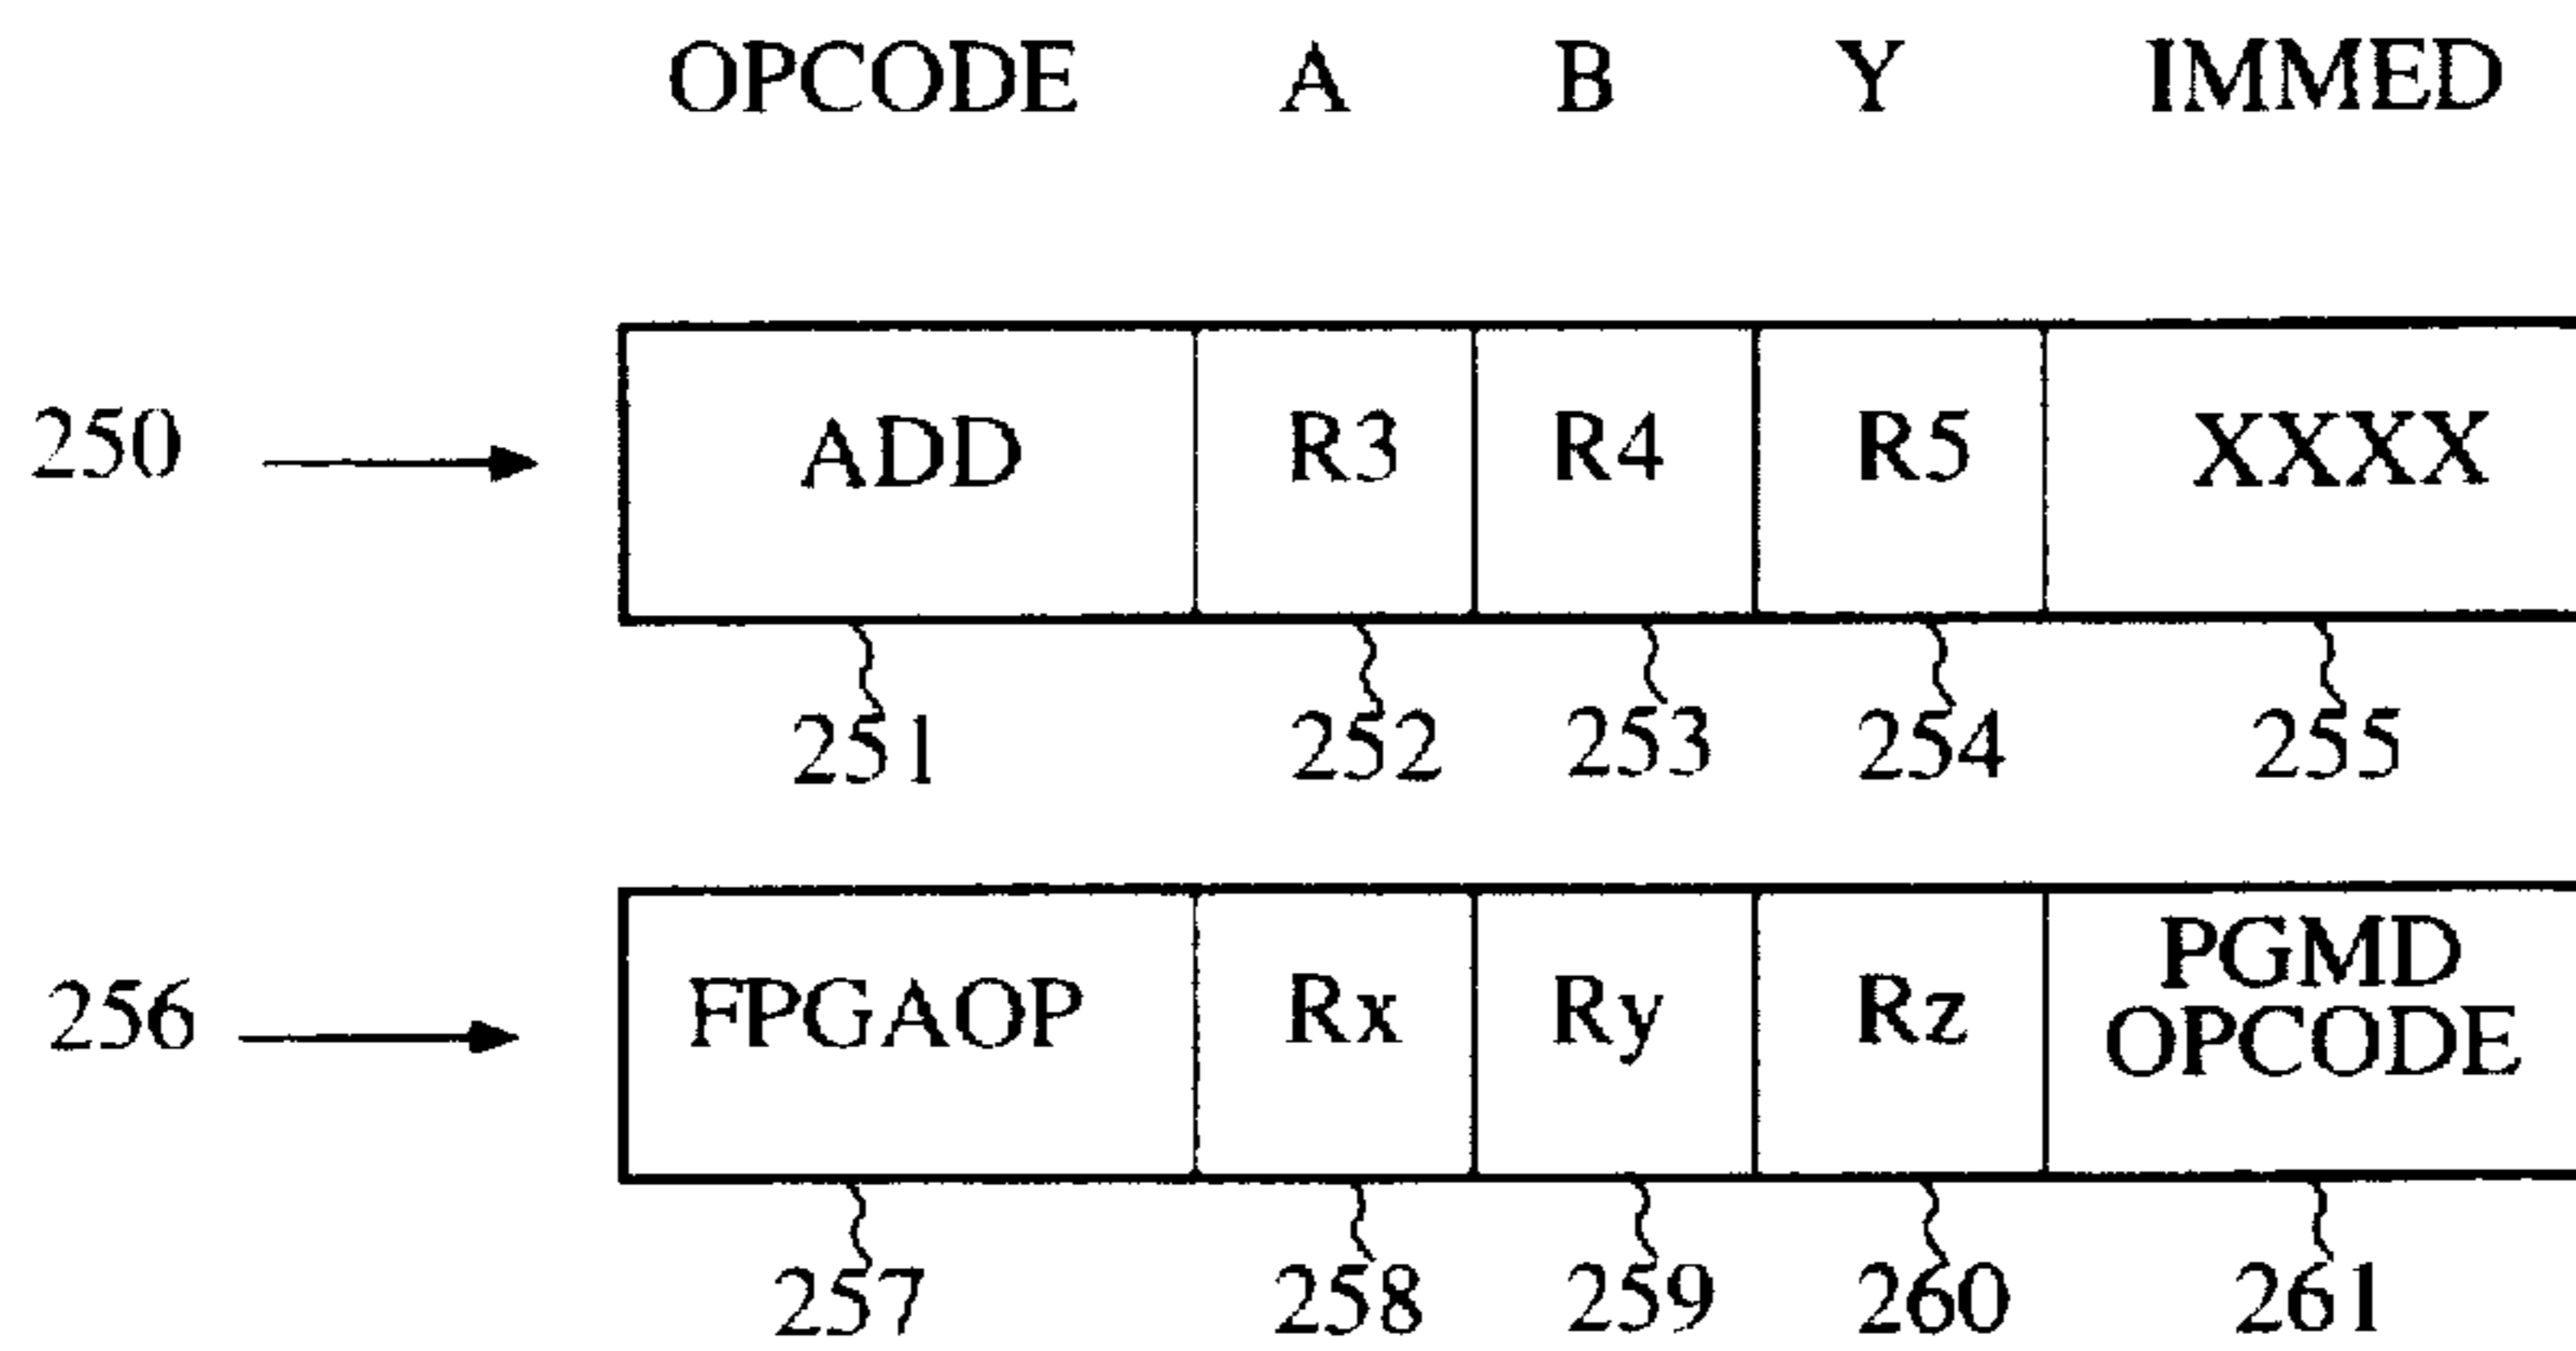 OPCODE A B Y IMMED
250 ADD R3 R4 R5 XXXX
251 252 253 254 255
256 FPGAOP Rx Ry Rz PGMD OPCODE
257 258 259 260 261